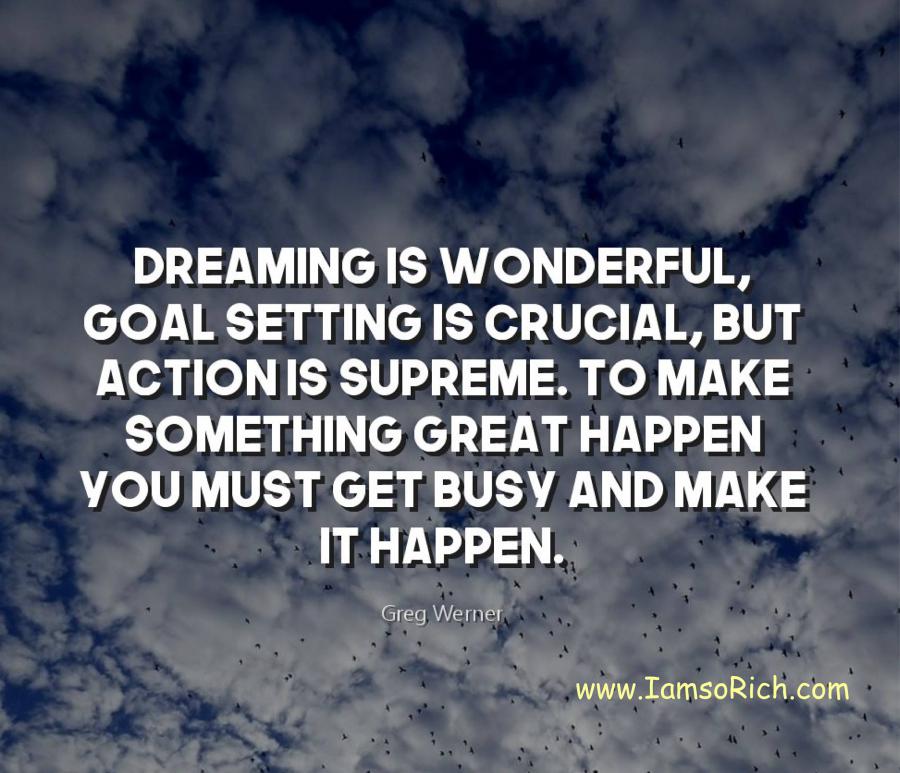 DREAMING IS WONDERFUL,
GOAL SETTING IS CRUCIAL, BUT
ACTION IS SUPREME. TO MAKE
SOMETHING GREAT HAPPEN
YOU MUST GET BUSY AND MAKE
IT HAPPEN.
Greg Werner
www.IamsoRich.com